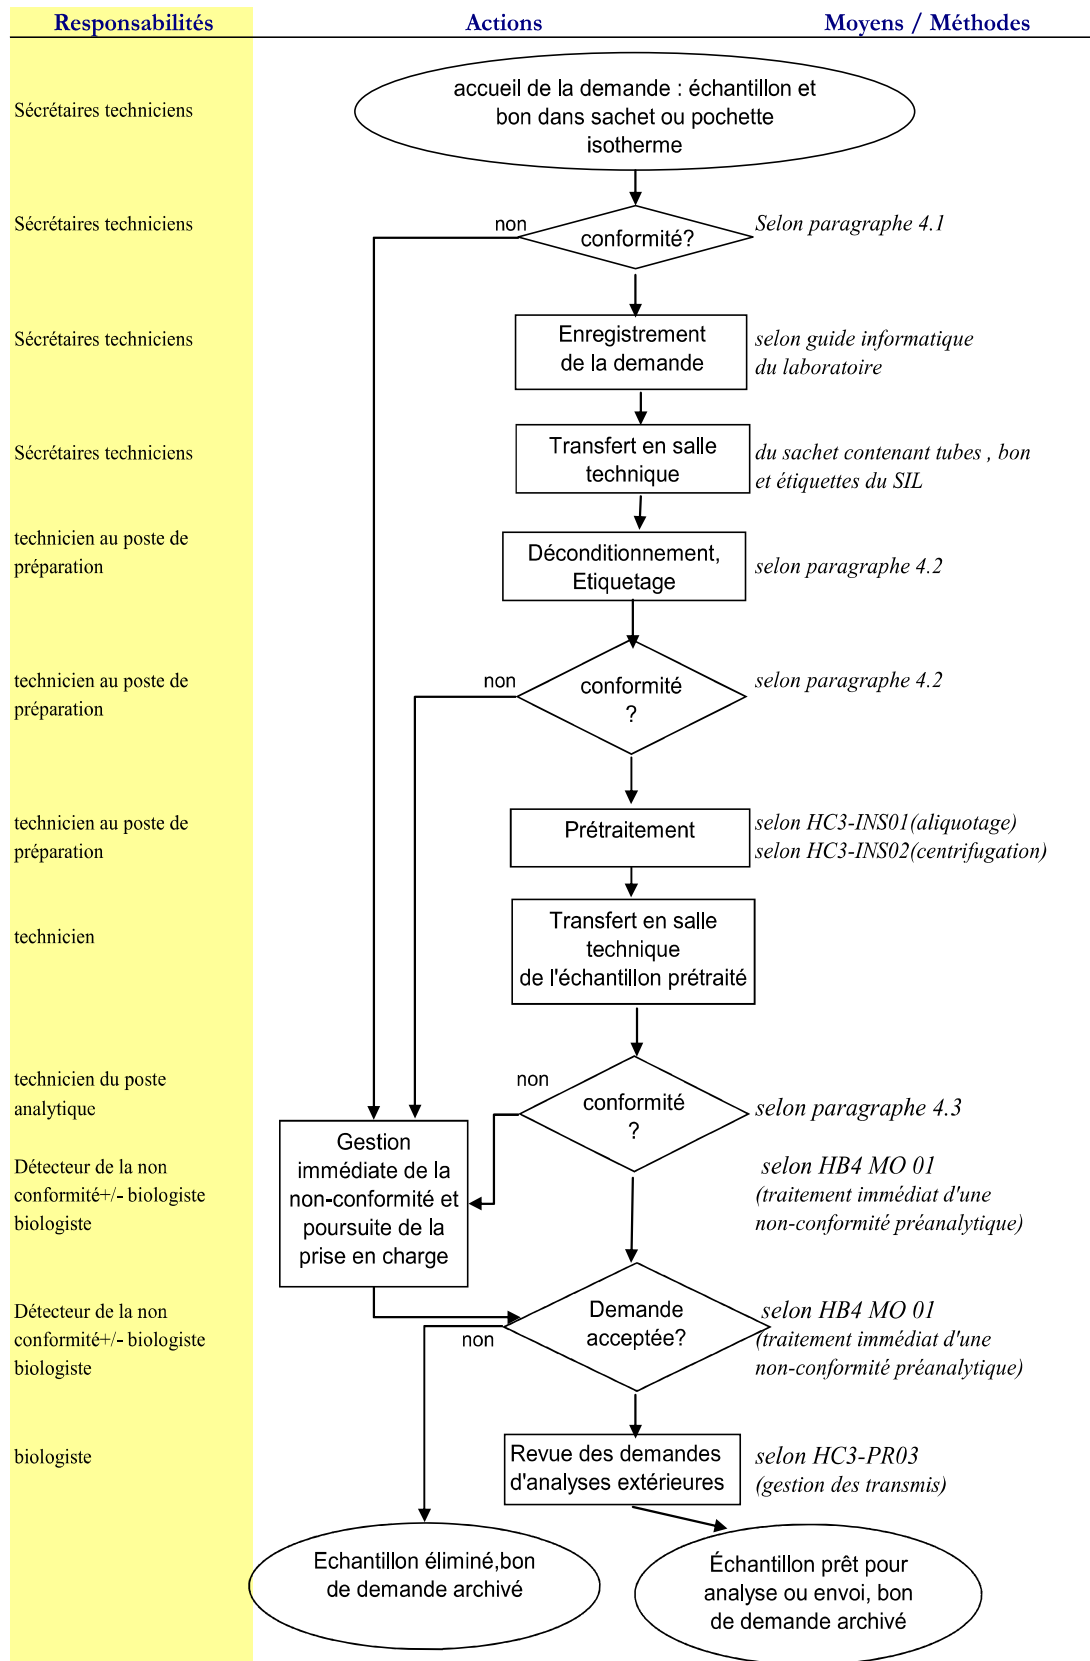 Responsabilités Actions Moyens / Méthodes
Sécrétaires techniciens
accueil de la demande : échantillon et
bon dans sachet ou pochette
isotherme
Sécrétaires techniciens
non
conformité?
Selon paragraphe 4.1
Sécrétaires techniciens
Enregistrement
de la demande
selon guide informatique
du laboratoire
Sécrétaires techniciens
Transfert en salle
technique
du sachet contenant tubes , bon
et étiquettes du SIL
technicien au poste de
préparation
Déconditionnement,
Etiquetage
selon paragraphe 4.2
technicien au poste de
préparation
non
conformité
?
selon paragraphe 4.2
technicien au poste de
préparation
Prétraitement
selon HC3-INS01(aliquotage)
selon HC3-INS02(centrifugation)
technicien
Transfert en salle
technique
de l'échantillon prétraité
technicien du poste
analytique
non
conformité
?
selon paragraphe 4.3
Détecteur de la non
conformité+/- biologiste
biologiste
Gestion
immédiate de la
non-conformité et
poursuite de la
prise en charge
selon HB4 MO 01
(traitement immédiat d'une
non-conformité préanalytique)
Détecteur de la non
conformité+/- biologiste
biologiste
non
Demande
acceptée?
selon HB4 MO 01
(traitement immédiat d'une
non-conformité préanalytique)
biologiste
Revue des demandes
d'analyses extérieures
selon HC3-PR03
(gestion des transmis)
Echantillon éliminé,bon
de demande archivé
Échantillon prêt pour
analyse ou envoi, bon
de demande archivé